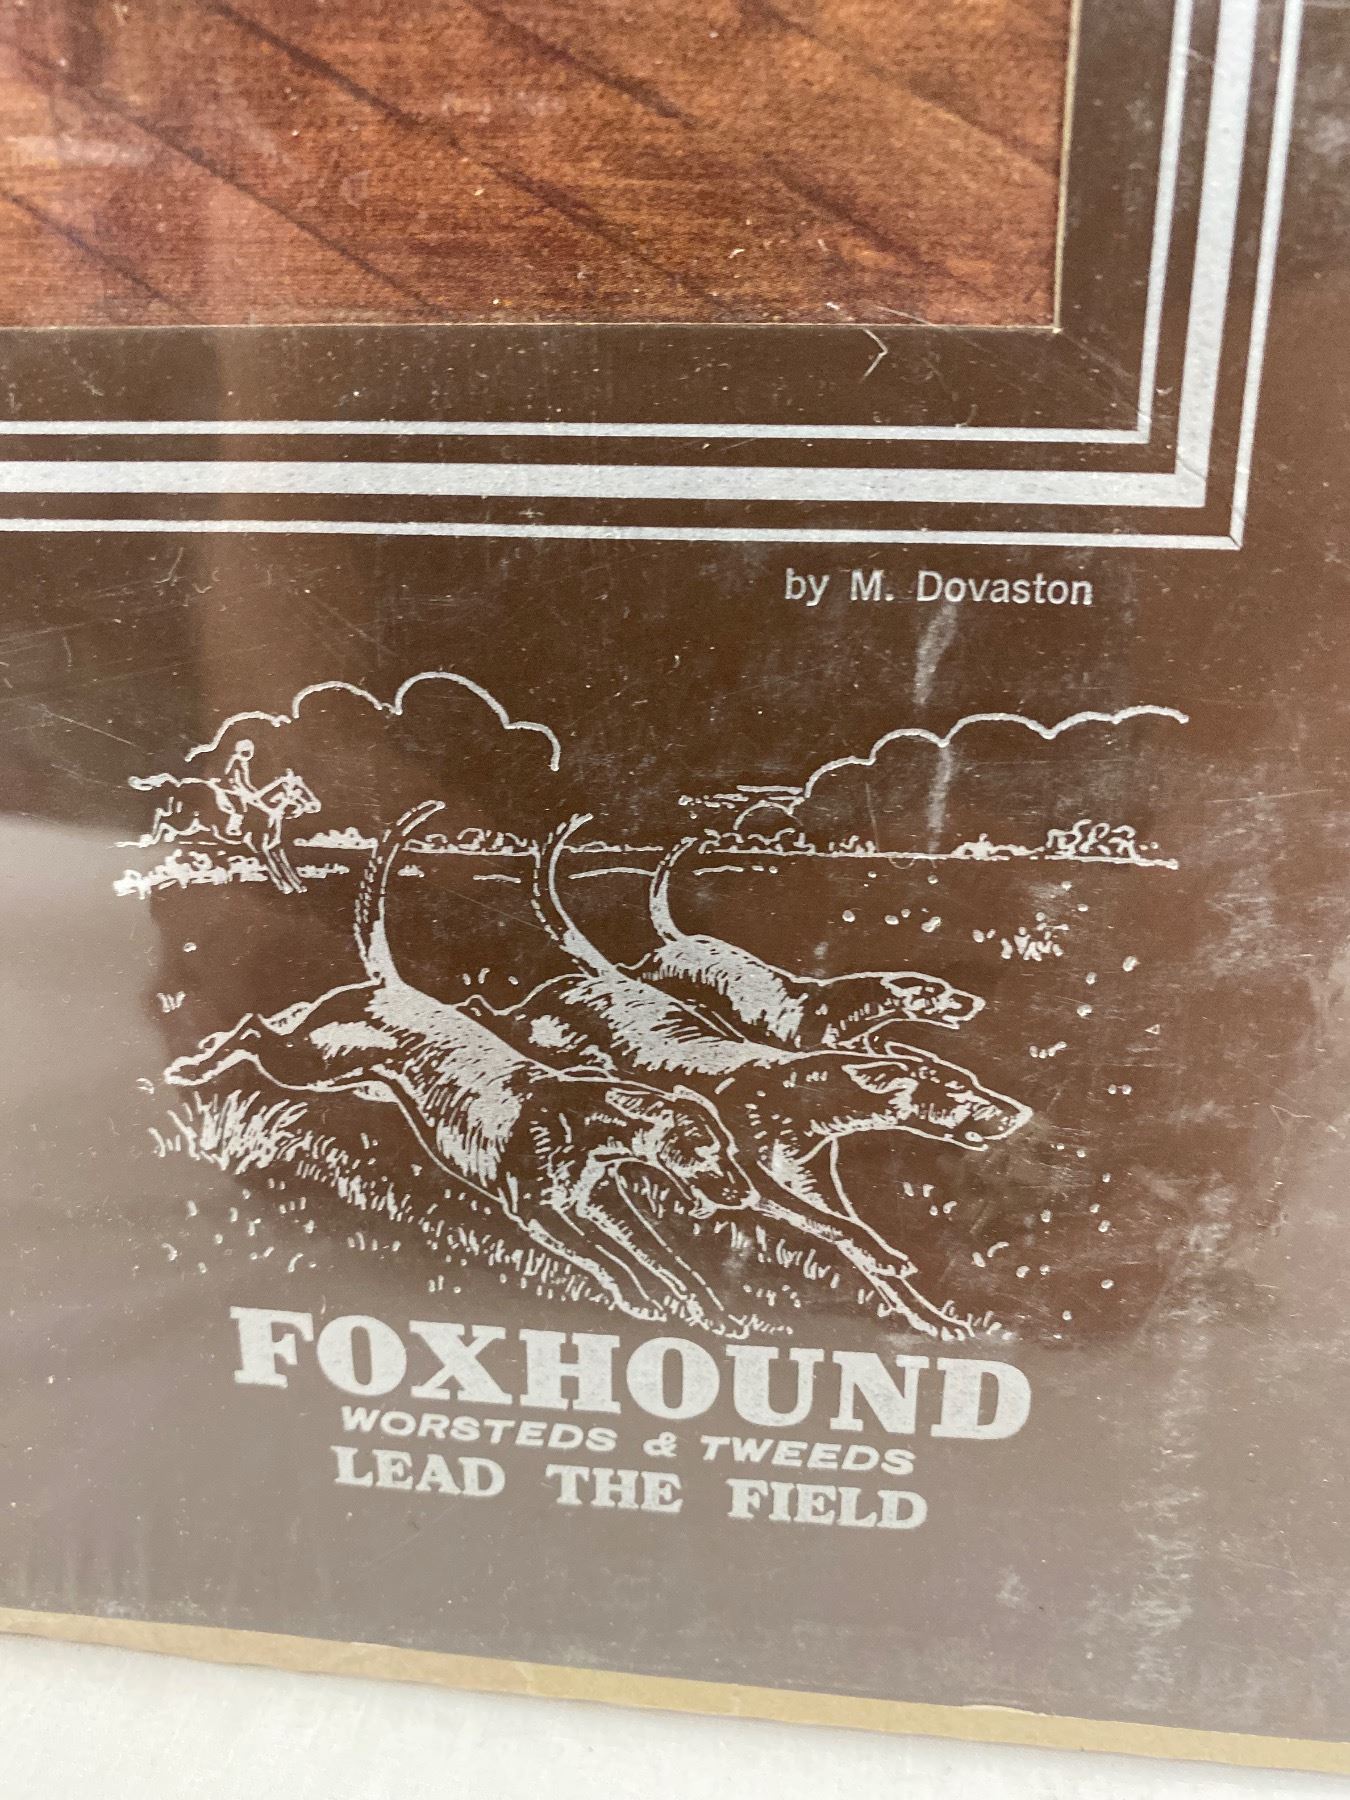 by M. Dovaston
FOXHOUND
WORSTEDS & TWEEDS
LEAD THE FIELD